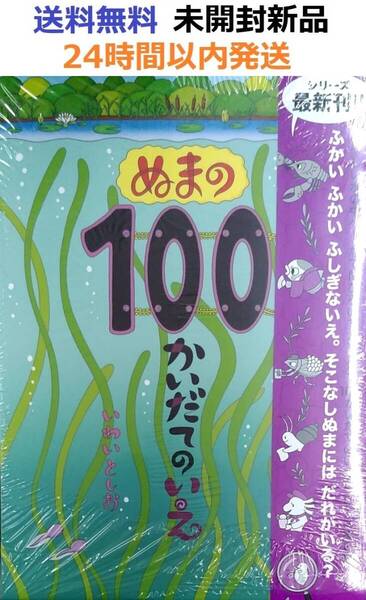 送料無料 未開封新品
24時間以内発送
シリーズ
最新刊!!
ぬまの
100
かいだてのいえ
いわいとしお
ふかい ふかい ふしぎないえ。そこなしぬまには だれがいる?